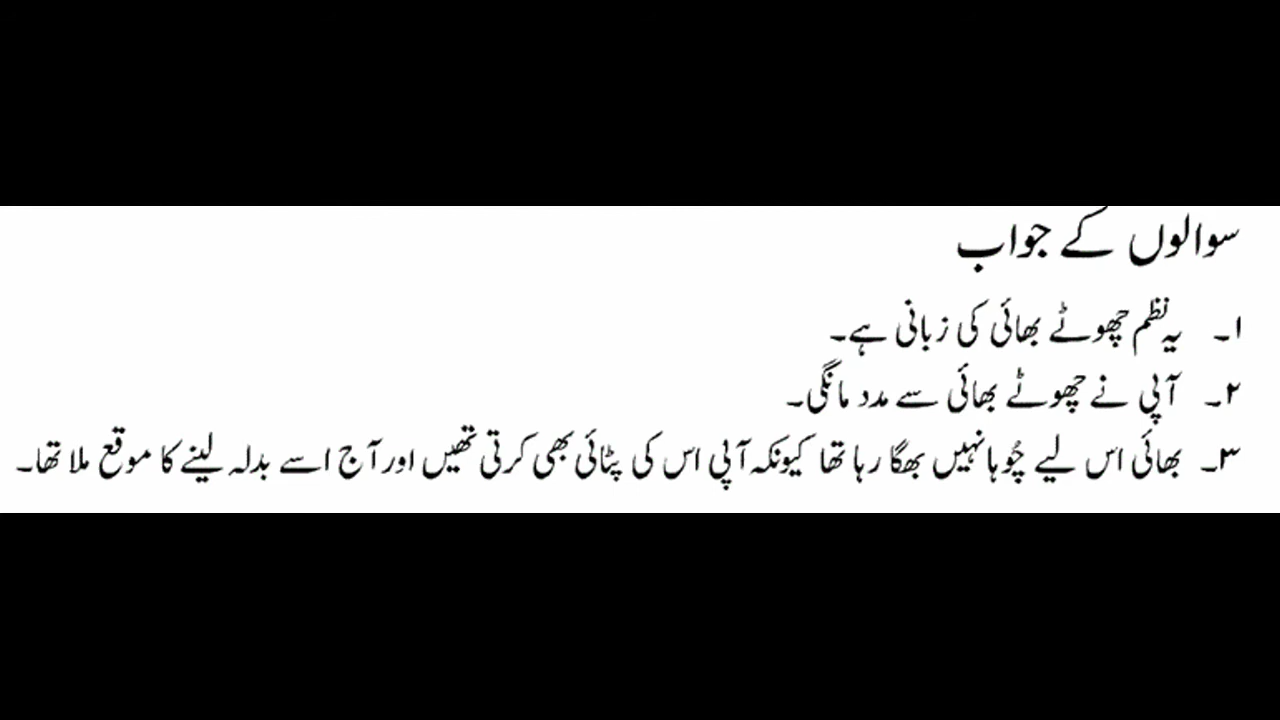 سوالوں کے جواب
۱۔ یہ نظم چھوٹے بھائی کی زبانی ہے۔
۲۔ آپی نے چھوٹے بھائی سے مدد مانگی۔
۳۔ بھائی اس لیے چُوہا نہیں بھگا رہا تھا کیونکہ آپی اس کی پٹائی بھی کرتی تھیں اور آج اسے بدلہ لینے کا موقع ملا تھا۔